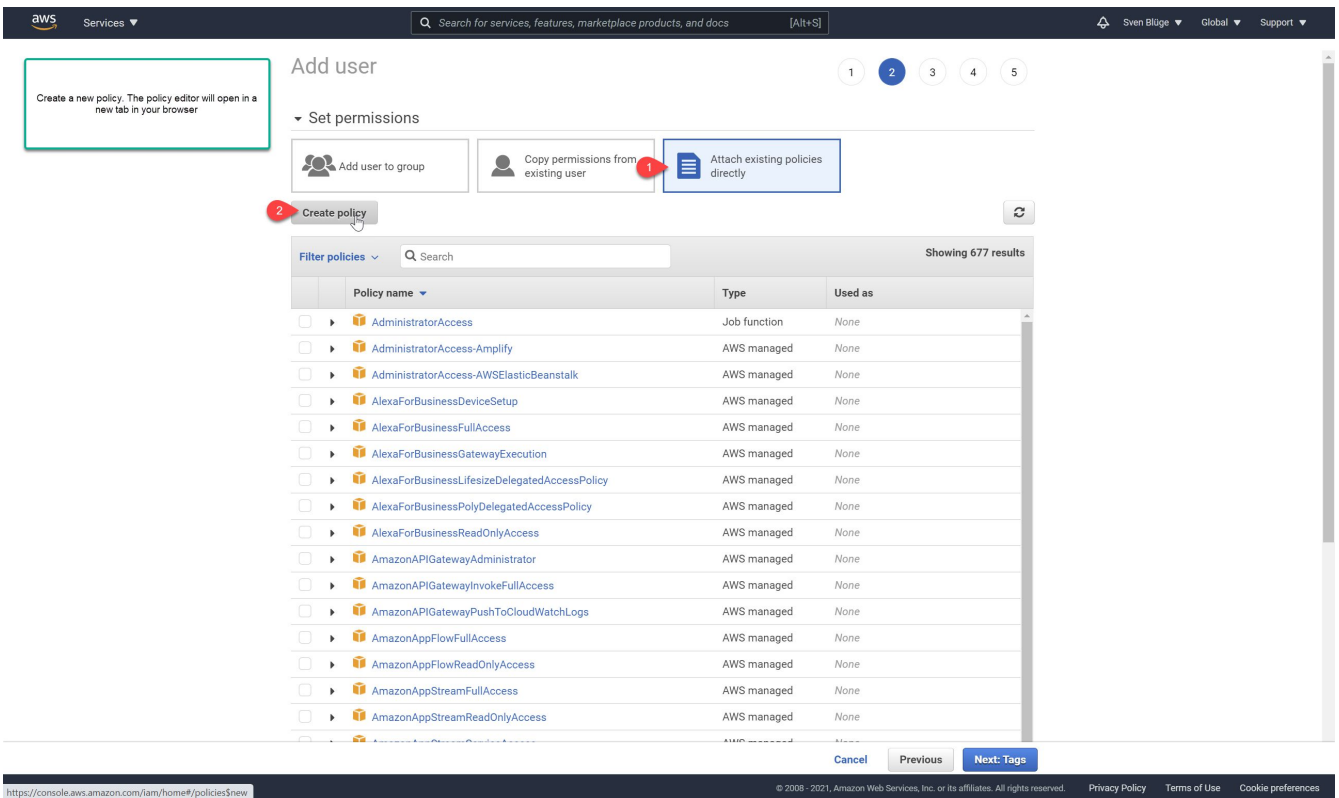 aws Services ▼ Search for services, features, marketplace products, and docs [Alt+S] Sven Blüge ▼ Global ▼ Support ▼
Create a new policy. The policy editor will open in a
new tab in your browser
Add user
1 2 3 4 5
Set permissions
Add user to group
Copy permissions from
existing user
1
Attach existing policies
directly
2
Create policy
Filter policies Search Showing 677 results
Policy name Type Used as
AdministratorAccess Job function None
AdministratorAccess-Amplify AWS managed None
AdministratorAccess-AWSElasticBeanstalk AWS managed None
AlexaForBusinessDeviceSetup AWS managed None
AlexaForBusinessFullAccess AWS managed None
AlexaForBusinessGatewayExecution AWS managed None
AlexaForBusinessLifesizeDelegatedAccessPolicy AWS managed None
AlexaForBusinessPolyDelegatedAccessPolicy AWS managed None
AlexaForBusinessReadOnlyAccess AWS managed None
AmazonAPIGatewayAdministrator AWS managed None
AmazonAPIGatewayInvokeFullAccess AWS managed None
AmazonAPIGatewayPushToCloudWatchLogs AWS managed None
AmazonAppFlowFullAccess AWS managed None
AmazonAppFlowReadOnlyAccess AWS managed None
AmazonAppStreamFullAccess AWS managed None
AmazonAppStreamReadOnlyAccess AWS managed None
Cancel Previous Next: Tags
https://console.aws.amazon.com/iam/home#/policies$new © 2008 - 2021, Amazon Web Services, Inc. or its affiliates. All rights reserved. Privacy Policy Terms of Use Cookie preferences